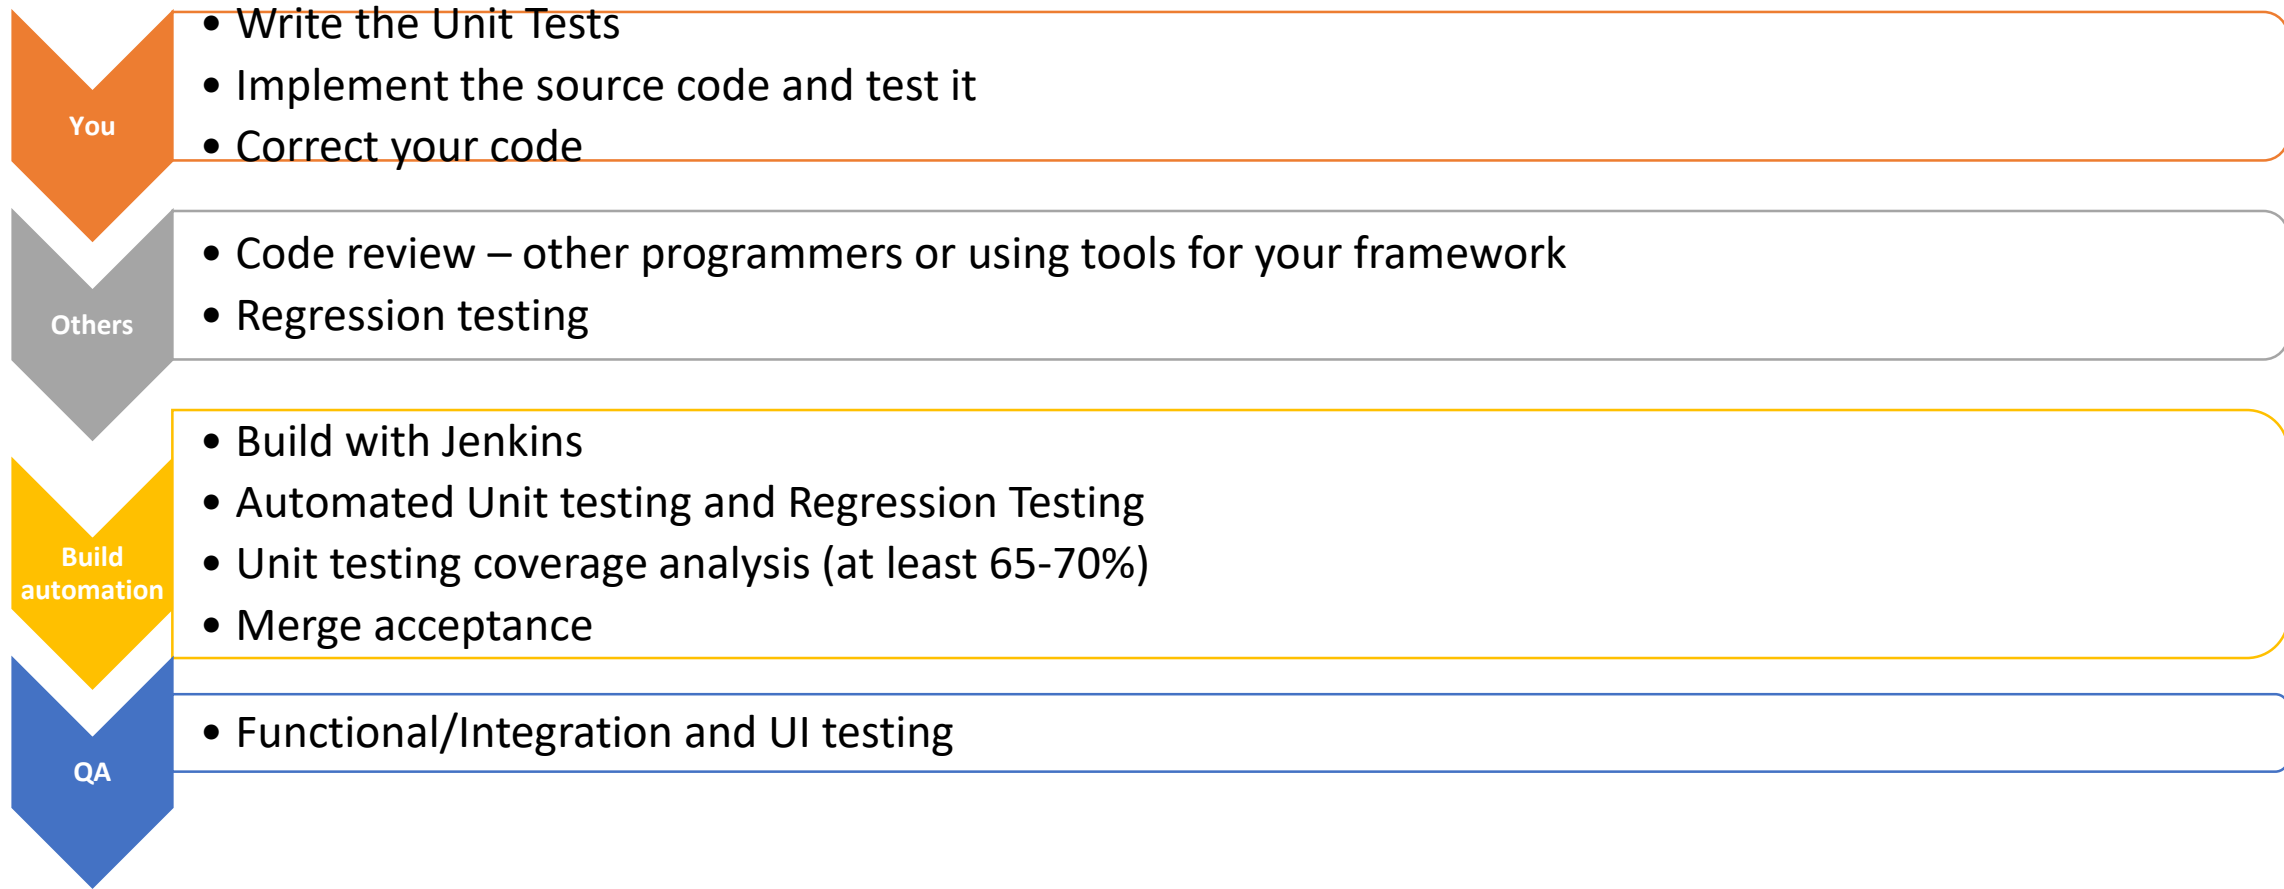 You
• Write the Unit Tests
• Implement the source code and test it
• Correct your code
Others
• Code review – other programmers or using tools for your framework
• Regression testing
Build
automation
• Build with Jenkins
• Automated Unit testing and Regression Testing
• Unit testing coverage analysis (at least 65-70%)
• Merge acceptance
QA
• Functional/Integration and UI testing